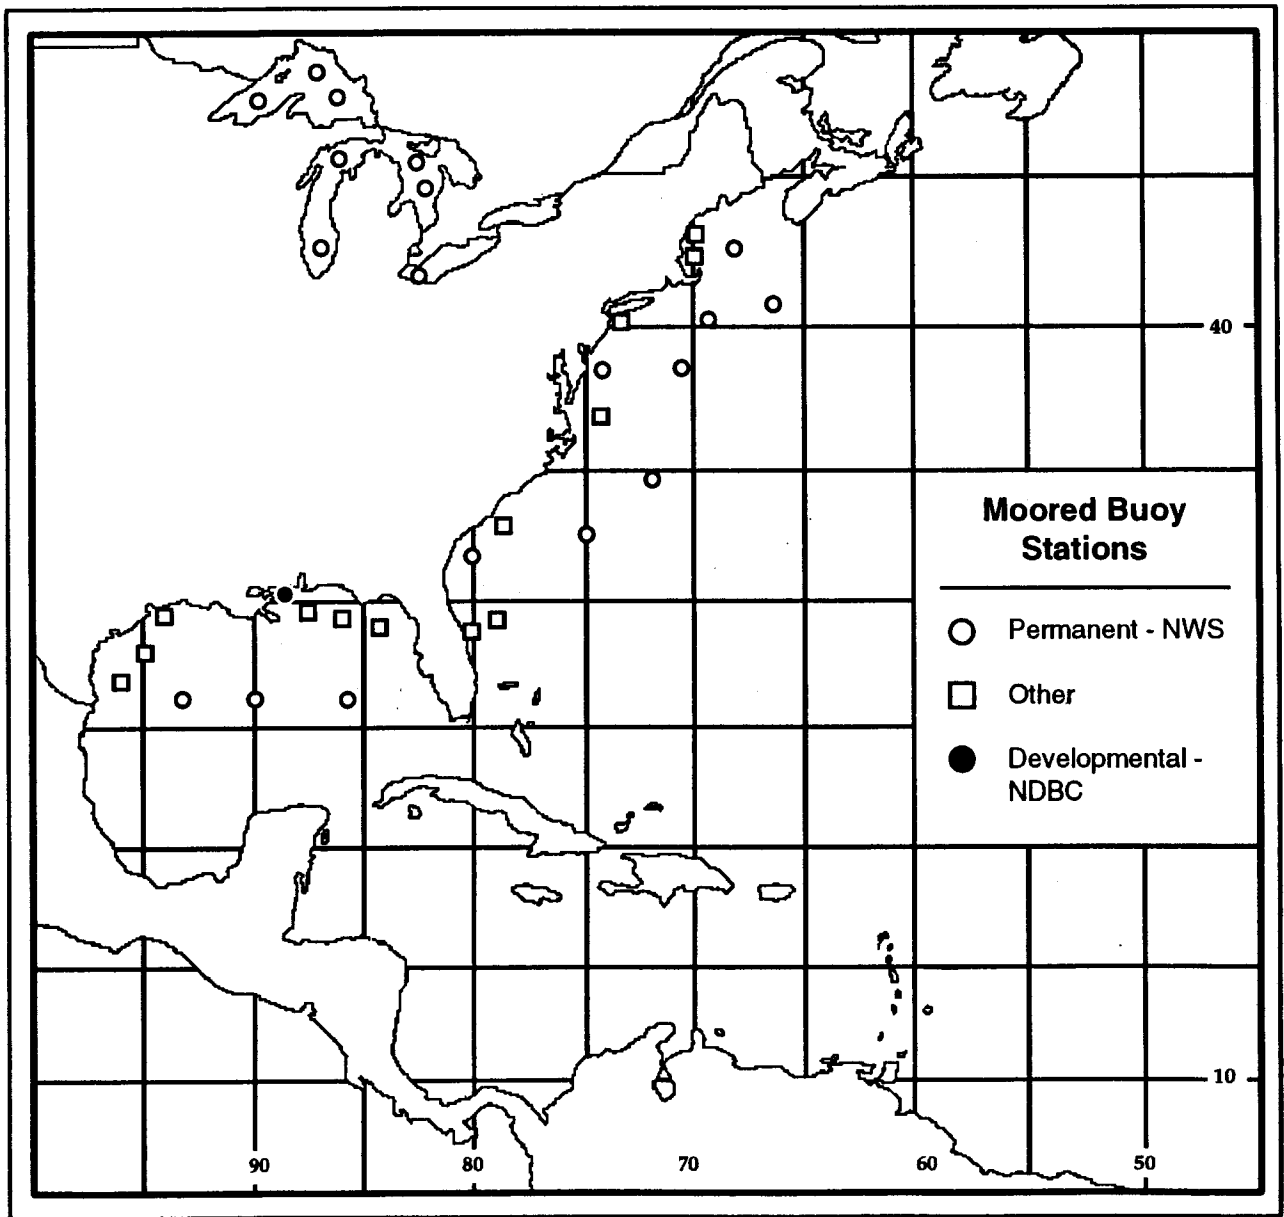 40
Moored Buoy
Stations
Permanent - NWS
Other
Developmental -
NDBC
10
90
80
70
60
50